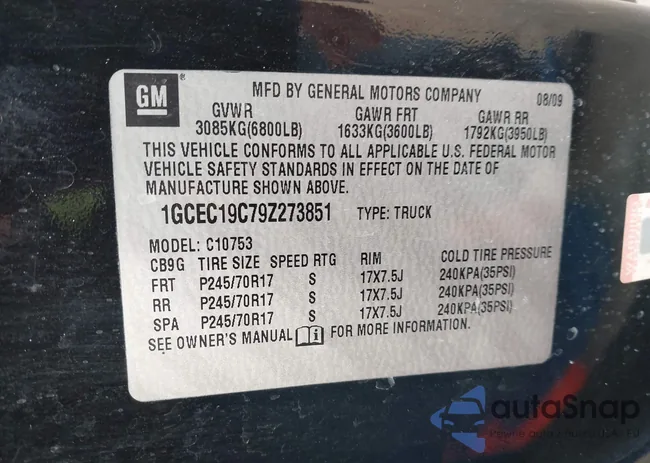 GM ®
MFD BY GENERAL MOTORS COMPANY 08/09
GVWR GAWR FRT GAWR RR
3085KG(6800LB) 1633KG(3600LB) 1792KG(3950LB)
THIS VEHICLE CONFORMS TO ALL APPLICABLE U.S. FEDERAL MOTOR
VEHICLE SAFETY STANDARDS IN EFFECT ON THE DATE OF
MANUFACTURE SHOWN ABOVE.
1GCEC19C79Z273851 TYPE: TRUCK
MODEL: C10753
CB9G TIRE SIZE SPEED RTG RIM COLD TIRE PRESSURE
FRT P245/70R17 S 17X7.5J 240KPA(35PSI)
RR P245/70R17 S 17X7.5J 240KPA(35PSI)
SPA P245/70R17 S 17X7.5J 240KPA(35PSI)
SEE OWNER'S MANUAL FOR MORE INFORMATION.
autoSnap